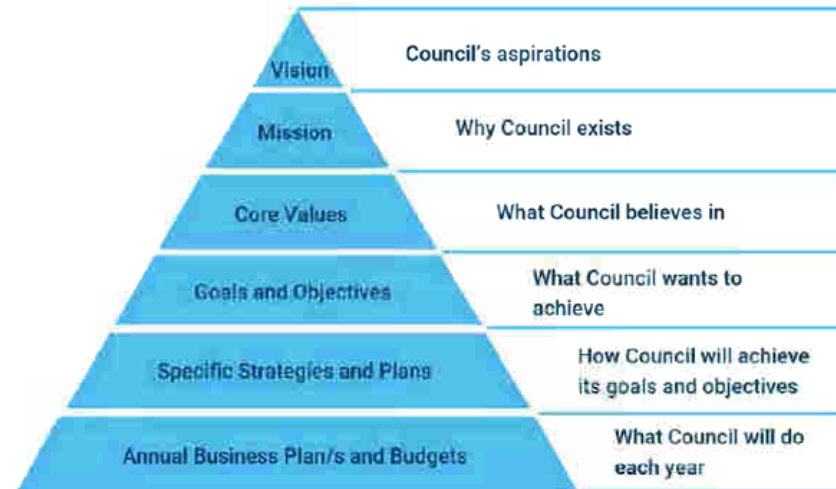 Vision
Council's aspirations
Mission
Why Council exists
Core Values
What Council believes in
Goals and Objectives
What Council wants to
achieve
Specific Strategies and Plans
How Council will achieve
its goals and objectives
Annual Business Plan/s and Budgets
What Council will do
each year